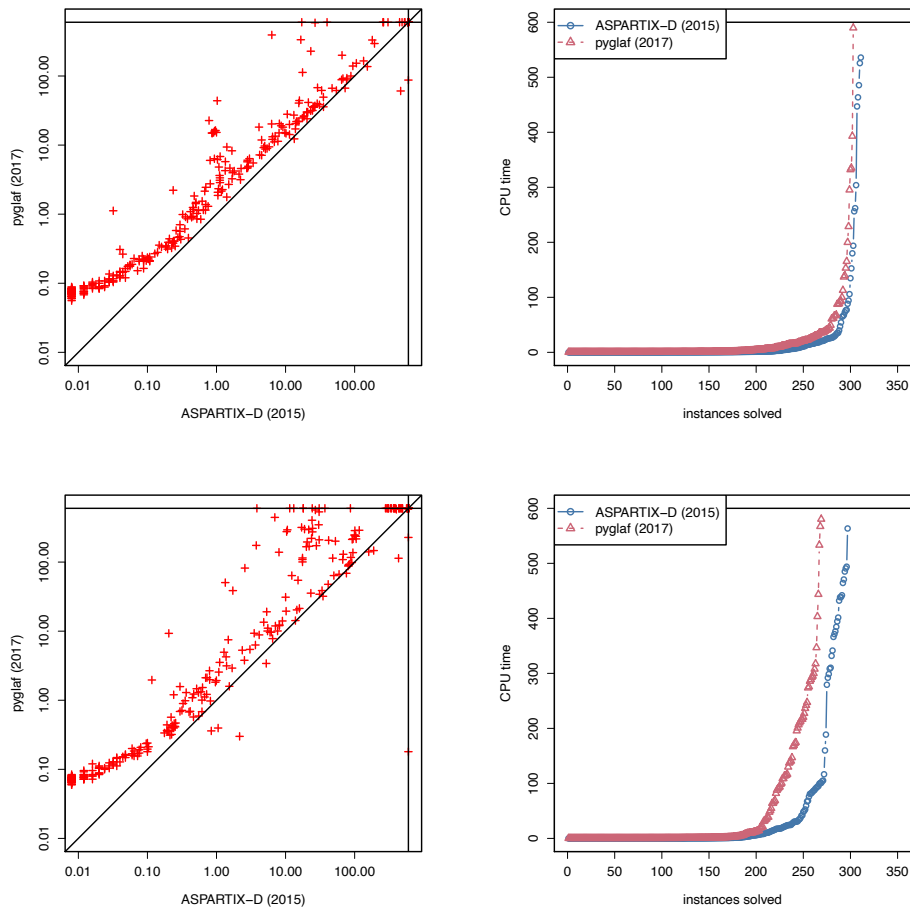 pyglaf (2017)
100.00
10.00
1.00
0.10
0.01
0.01 0.10 1.00 10.00 100.00
ASPARTIX−D (2015)
CPU time
600
500
400
300
200
100
0
ASPARTIX−D (2015)
pyglaf (2017)
0 50 100 150 200 250 300 350
instances solved
pyglaf (2017)
100.00
10.00
1.00
0.10
0.01
0.01 0.10 1.00 10.00 100.00
ASPARTIX−D (2015)
CPU time
600
500
400
300
200
100
0
ASPARTIX−D (2015)
pyglaf (2017)
0 50 100 150 200 250 300 350
instances solved